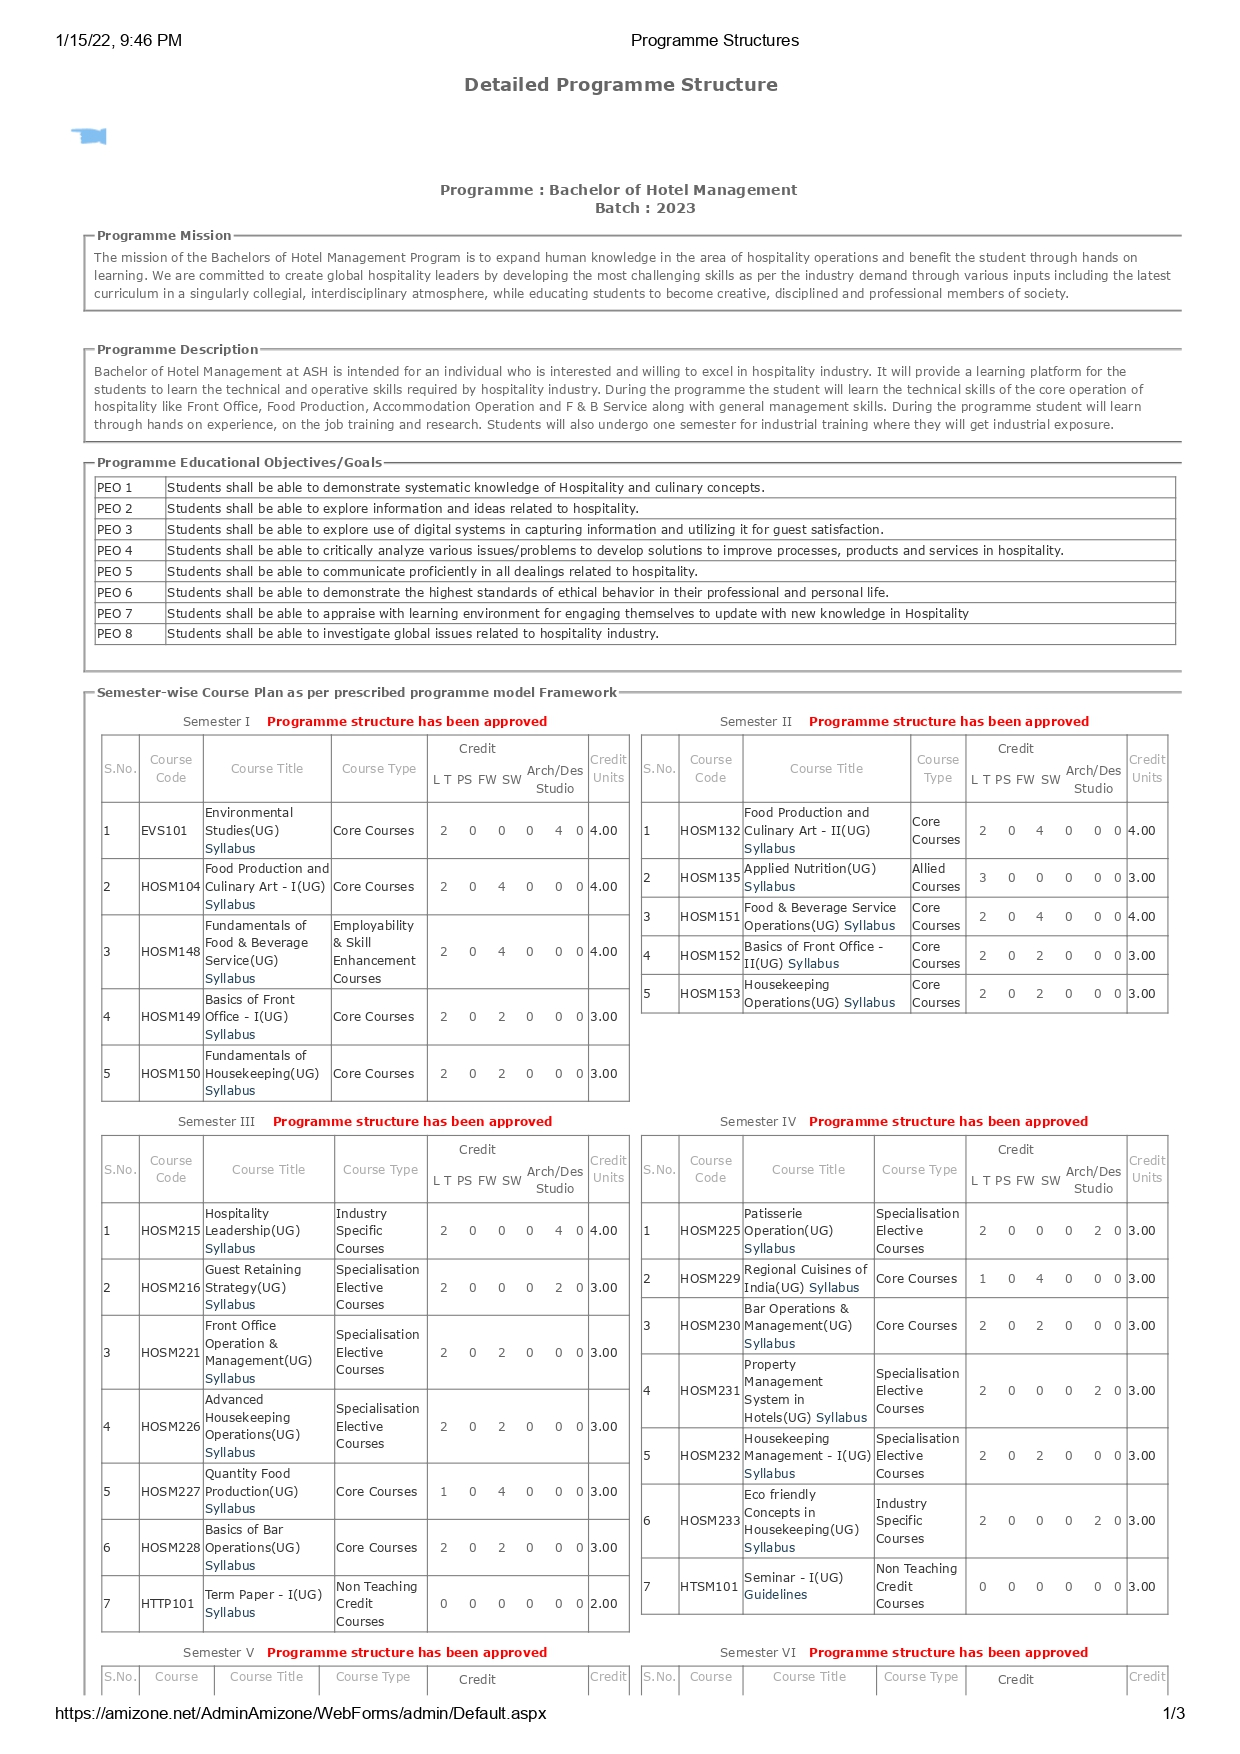 1/15/22, 9:46 PM
Programme Structures
Detailed Programme Structure
Programme : Bachelor of Hotel Management
Batch : 2023
Programme Mission
The mission of the Bachelors of Hotel Management Program is to expand human knowledge in the area of hospitality operations and benefit the student through hands on
learning. We are committed to create global hospitality leaders by developing the most challenging skills as per the industry demand through various inputs including the latest
curriculum in a singularly collegial, interdisciplinary atmosphere, while educating students to become creative, disciplined and professional members of society.
Programme Description
Bachelor of Hotel Management at ASH is intended for an individual who is interested and willing to excel in hospitality industry. It will provide a learning platform for the
students to learn the technical and operative skills required by hospitality industry. During the programme the student will learn the technical skills of the core operation of
hospitality like Front Office, Food Production, Accommodation Operation and F & B Service along with general management skills. During the programme student will learn
through hands on experience, on the job training and research. Students will also undergo one semester for industrial training where they will get industrial exposure.
Programme Educational Objectives/Goals
PEO 1 Students shall be able to demonstrate systematic knowledge of Hospitality and culinary concepts.
PEO 2 Students shall be able to explore information and ideas related to hospitality.
PEO 3 Students shall be able to explore use of digital systems in capturing information and utilizing it for guest satisfaction.
PEO 4 Students shall be able to critically analyze various issues/problems to develop solutions to improve processes, products and services in hospitality.
PEO 5 Students shall be able to communicate proficiently in all dealings related to hospitality.
PEO 6 Students shall be able to demonstrate the highest standards of ethical behavior in their professional and personal life.
PEO 7 Students shall be able to appraise with learning environment for engaging themselves to update with new knowledge in Hospitality
PEO 8 Students shall be able to investigate global issues related to hospitality industry.
Semester-wise Course Plan as per prescribed programme model Framework
Semester I Programme structure has been approved
S.No. Course Code Course Title Course Type Credit L T PS FW SW Arch/Des Studio Credit Units
1 EVS101 Environmental Studies(UG) Syllabus Core Courses 2 0 0 0 4 0 4.00
2 HOSM104 Food Production and Culinary Art - I(UG) Syllabus Core Courses 2 0 4 0 0 0 4.00
3 HOSM148 Fundamentals of Food & Beverage Service(UG) Syllabus Employability & Skill Enhancement Courses 2 0 4 0 0 0 4.00
4 HOSM149 Basics of Front Office - I(UG) Syllabus Core Courses 2 0 2 0 0 0 3.00
5 HOSM150 Fundamentals of Housekeeping(UG) Syllabus Core Courses 2 0 2 0 0 0 3.00
Semester II Programme structure has been approved
S.No. Course Code Course Title Course Type Credit L T PS FW SW Arch/Des Studio Credit Units
1 HOSM132 Food Production and Culinary Art - II(UG) Syllabus Core Courses 2 0 4 0 0 0 4.00
2 HOSM135 Applied Nutrition(UG) Syllabus Allied Courses 3 0 0 0 0 0 3.00
3 HOSM151 Food & Beverage Service Operations(UG) Syllabus Core Courses 2 0 4 0 0 0 4.00
4 HOSM152 Basics of Front Office - II(UG) Syllabus Core Courses 2 0 2 0 0 0 3.00
5 HOSM153 Housekeeping Operations(UG) Syllabus Core Courses 2 0 2 0 0 0 3.00
Semester III Programme structure has been approved
S.No. Course Code Course Title Course Type Credit L T PS FW SW Arch/Des Studio Credit Units
1 HOSM215 Hospitality Leadership(UG) Syllabus Industry Specific Courses 2 0 0 0 4 0 4.00
2 HOSM216 Guest Retaining Strategy(UG) Syllabus Specialisation Elective Courses 2 0 0 0 2 0 3.00
3 HOSM221 Front Office Operation & Management(UG) Syllabus Specialisation Elective Courses 2 0 2 0 0 0 3.00
4 HOSM226 Advanced Housekeeping Operations(UG) Syllabus Specialisation Elective Courses 2 0 2 0 0 0 3.00
5 HOSM227 Quantity Food Production(UG) Syllabus Core Courses 1 0 4 0 0 0 3.00
6 HOSM228 Basics of Bar Operations(UG) Syllabus Core Courses 2 0 2 0 0 0 3.00
7 HTTP101 Term Paper - I(UG) Syllabus Non Teaching Credit Courses 0 0 0 0 0 0 2.00
Semester IV Programme structure has been approved
S.No. Course Code Course Title Course Type Credit L T PS FW SW Arch/Des Studio Credit Units
1 HOSM225 Patisserie Operation(UG) Syllabus Specialisation Elective Courses 2 0 0 0 2 0 3.00
2 HOSM229 Regional Cuisines of India(UG) Syllabus Core Courses 1 0 4 0 0 0 3.00
3 HOSM230 Bar Operations & Management(UG) Syllabus Core Courses 2 0 2 0 0 0 3.00
4 HOSM231 Property Management System in Hotels(UG) Syllabus Specialisation Elective Courses 2 0 0 0 2 0 3.00
5 HOSM232 Housekeeping Management - I(UG) Syllabus Specialisation Elective Courses 2 0 2 0 0 0 3.00
6 HOSM233 Eco friendly Concepts in Housekeeping(UG) Syllabus Industry Specific Courses 2 0 0 0 2 0 3.00
7 HTSM101 Seminar - I(UG) Guidelines Non Teaching Credit Courses 0 0 0 0 0 0 3.00
Semester V Programme structure has been approved
S.No. Course Course Title Course Type Credit Credit
Semester VI Programme structure has been approved
S.No. Course Course Title Course Type Credit Credit
https://amizone.net/AdminAmizone/WebForms/admin/Default.aspx
1/3